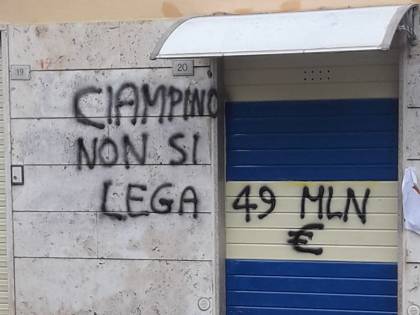 19
20
CIAMPINO
NON SI
LEGA 49 MLN
€